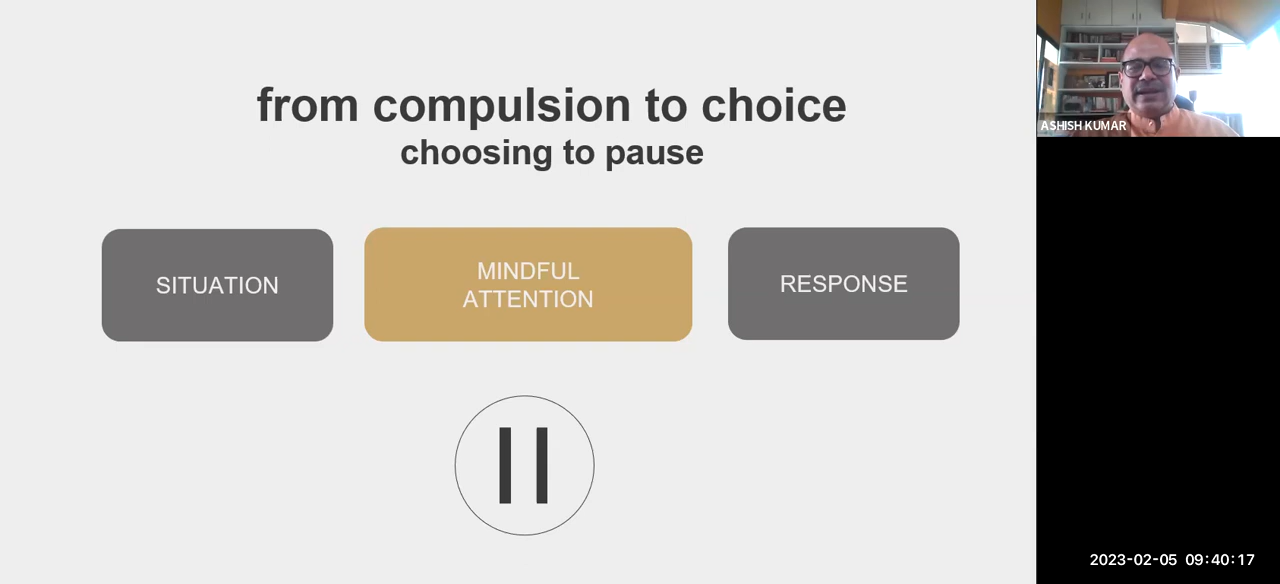 from compulsion to choice
choosing to pause
SITUATION
MINDFUL
ATTENTION
RESPONSE
ASHISH KUMAR
2023-02-05 09:40:17